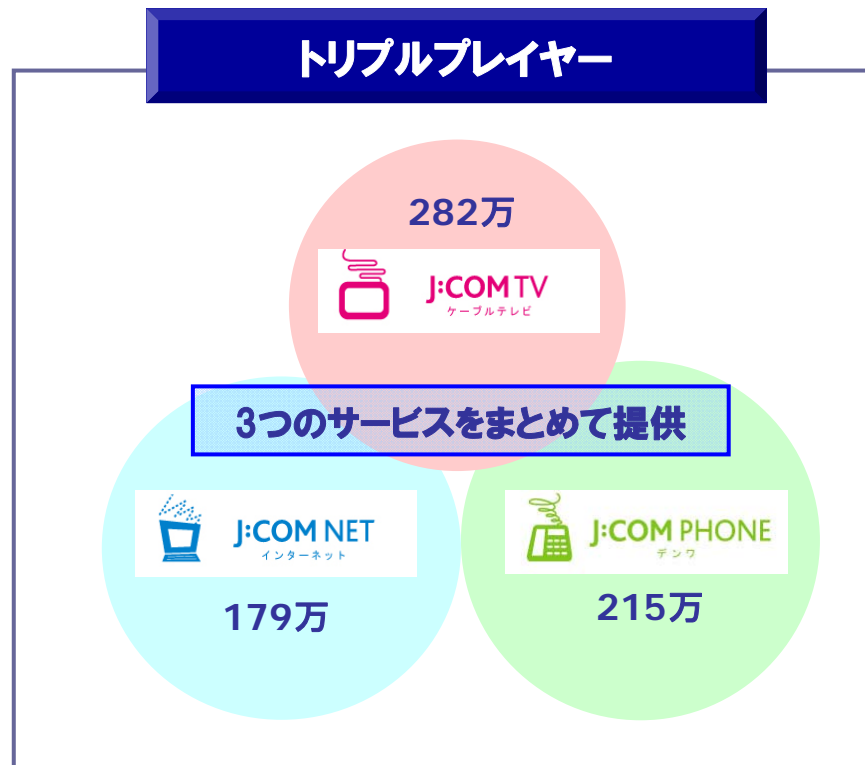 トリプルプレイヤー
282万
J:COM TV
ケーブルテレビ
3つのサービスをまとめて提供
J:COM NET
インターネット
179万
J:COM PHONE
デンワ
215万